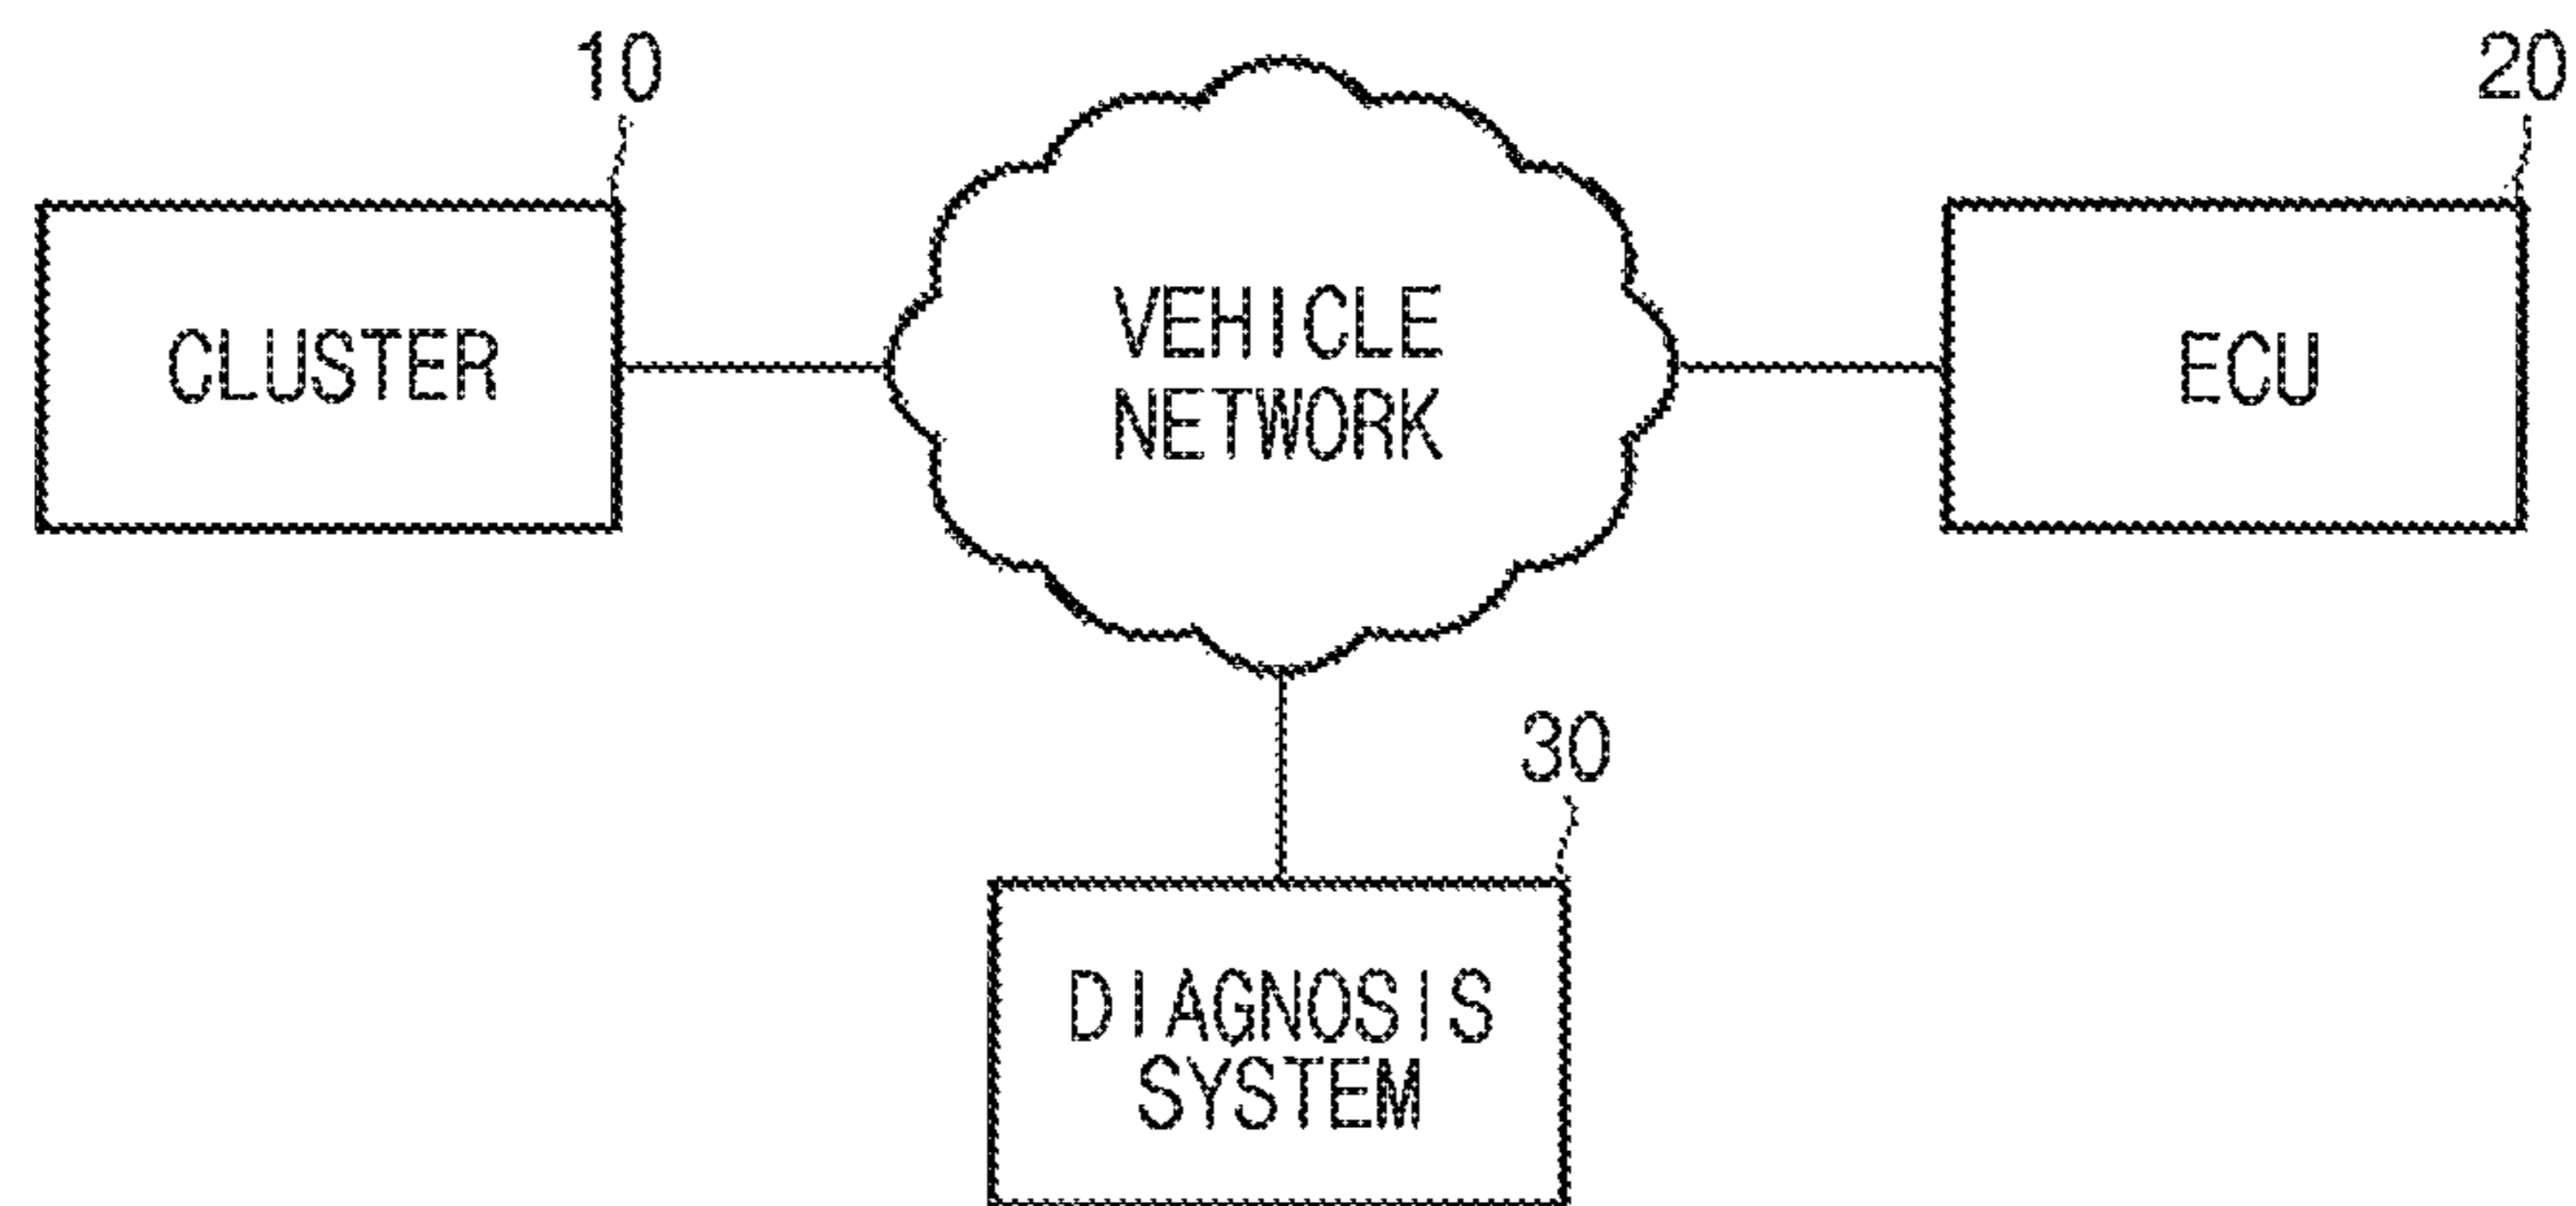 10
20
CLUSTER
VEHICLE
NETWORK
ECU
30
DIAGNOSIS
SYSTEM